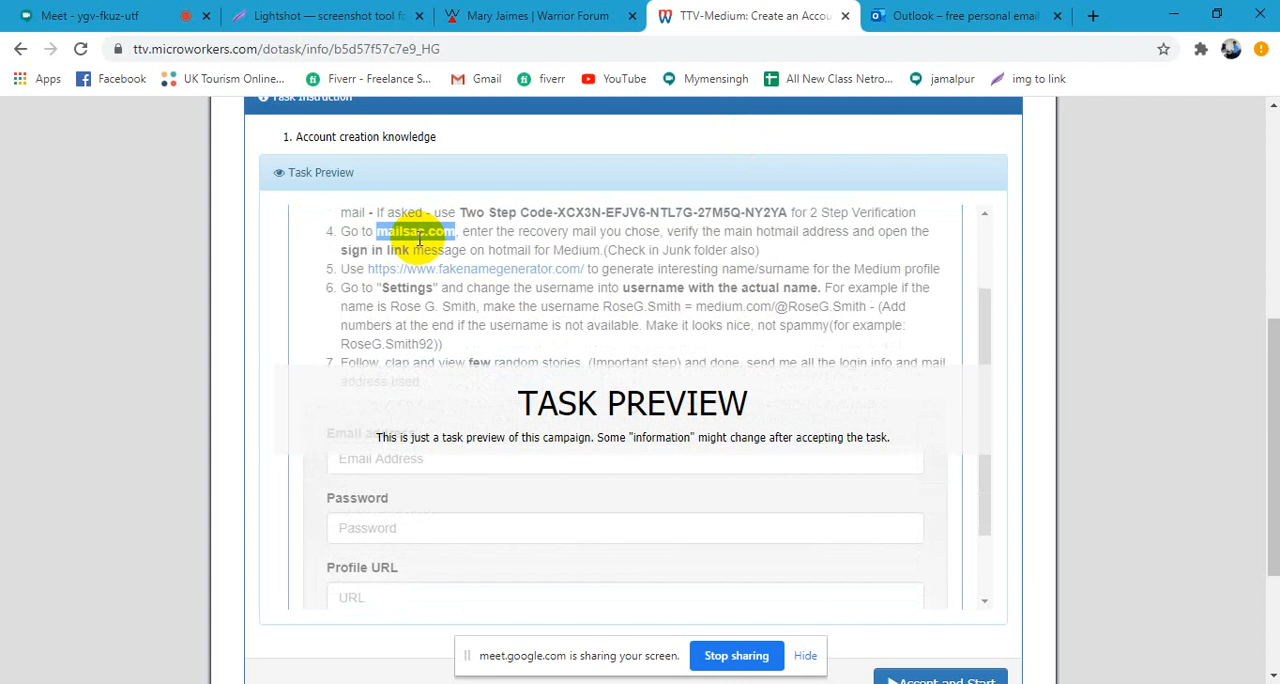 Meet - ygv-fkuz-utf
Lightshot — screenshot tool fo
Mary Jaimes | Warrior Forum
TTV-Medium: Create an Accou
Outlook – free personal email
ttv.microworkers.com/dotask/info/b5d57f57c7e9_HG
Apps Facebook UK Tourism Online... Fiverr - Freelance S... Gmail fiverr YouTube Mymensingh All New Class Netro... jamalpur img to link
Task Instruction
1. Account creation knowledge
Task Preview
mail - If asked - use Two Step Code-XCX3N-EFJV6-NTL7G-27M5Q-NY2YA for 2 Step Verification
4. Go to mailsac.com, enter the recovery mail you chose, verify the main hotmail address and open the
sign in link message on hotmail for Medium.(Check in Junk folder also)
5. Use https://www.fakenamegenerator.com/ to generate interesting name/surname for the Medium profile
6. Go to "Settings" and change the username into username with the actual name. For example if the
name is Rose G. Smith, make the username RoseG.Smith = medium.com/@RoseG.Smith - (Add
numbers at the end if the username is not available. Make it looks nice, not spammy(for example:
RoseG.Smith92))
7. Follow, clap and view few random stories. (Important step) and done, send me all the login info and mail
address used.
TASK PREVIEW
Email address
This is just a task preview of this campaign. Some "information" might change after accepting the task.
Email Address
Password
Password
Profile URL
URL
meet.google.com is sharing your screen. Stop sharing Hide
Accept and Start